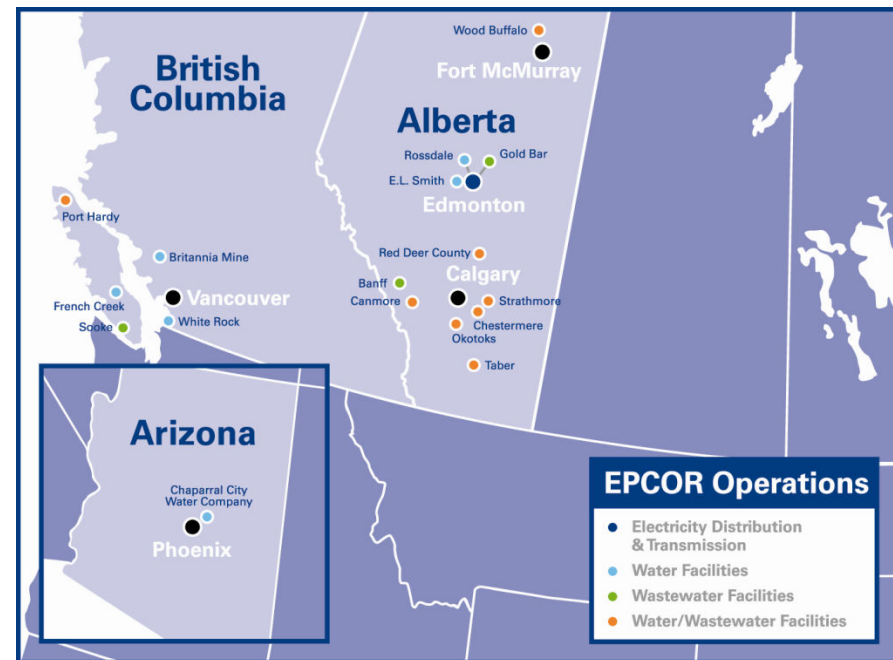 Wood Buffalo
Fort McMurray
British
Columbia
Alberta
Rossdale
Gold Bar
E.L. Smith
Edmonton
Port Hardy
Britannia Mine
Red Deer County
Calgary
Banff
Canmore
Strathmore
French Creek
Vancouver
Sooke
White Rock
Chestermere
Okotoks
Taber
Arizona
Chaparral City
Water Company
Phoenix
EPCOR Operations
Electricity Distribution
& Transmission
Water Facilities
Wastewater Facilities
Water/Wastewater Facilities